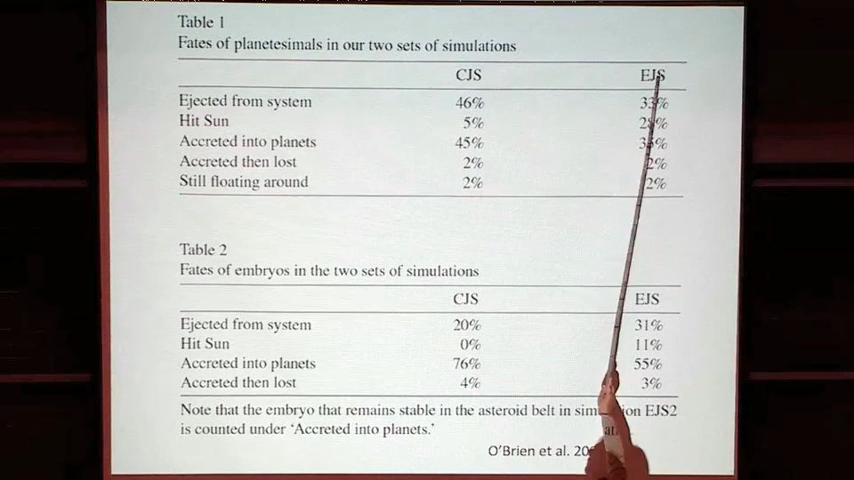 Table 1
Fates of planetesimals in our two sets of simulations
CJS EJS
Ejected from system 46% 33%
Hit Sun 5%
Accreted into planets 45%
Accreted then lost 2% 2%
Still floating around 2% 2%
Table 2
Fates of embryos in the two sets of simulations
CJS EJS
Ejected from system 20% 31%
Hit Sun 0% 11%
Accreted into planets 76% 55%
Accreted then lost 4% 3%
Note that the embryo that remains stable in the asteroid belt in EJS2
is counted under ‘Accreted into planets.’
O’Brien et al.